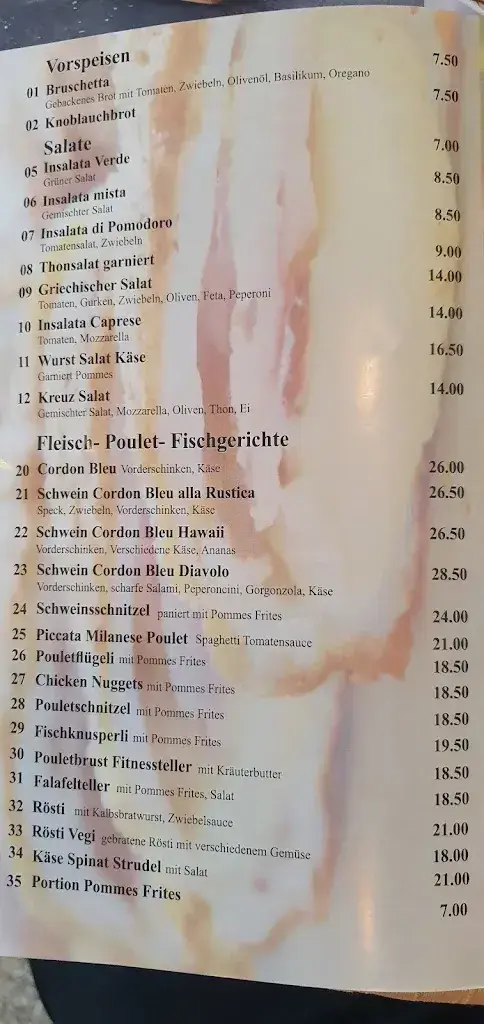 Vorspeisen
01 Bruschetta 7.50
Gebackenes Brot mit Tomaten, Zwiebeln, Olivenöl, Basilikum, Oregano
02 Knoblauchbrot 7.50
Salate
05 Insalata Verde 7.00
Grüner Salat
06 Insalata mista 8.50
Gemischter Salat
07 Insalata di Pomodoro 8.50
Tomatensalat, Zwiebeln
08 Thonsalat garniert 9.00
09 Griechischer Salat 14.00
Tomaten, Gurken, Zwiebeln, Oliven, Feta, Peperoni
10 Insalata Caprese 14.00
Tomaten, Mozzarella
11 Wurst Salat Käse 16.50
Garniert Pommes
12 Kreuz Salat 14.00
Gemischter Salat, Mozzarella, Oliven, Thon, Ei
Fleisch- Poulet- Fischgerichte
20 Cordon Bleu Vorderschinken, Käse 26.00
21 Schwein Cordon Bleu alla Rustica 26.50
Speck, Zwiebeln, Vorderschinken, Käse
22 Schwein Cordon Bleu Hawaii 26.50
Vorderschinken, Verschiedene Käse, Ananas
23 Schwein Cordon Bleu Diavolo 28.50
Vorderschinken, scharfe Salami, Peperoncini, Gorgonzola, Käse
24 Schweinsschnitzel paniert mit Pommes Frites 24.00
25 Piccata Milanese Poulet Spaghetti Tomatensauce 21.00
26 Pouletflügeli mit Pommes Frites 18.50
27 Chicken Nuggets mit Pommes Frites 18.50
28 Pouletschnitzel mit Pommes Frites 18.50
29 Fischknusperli mit Pommes Frites 19.50
30 Pouletbrust Fitnessteller mit Kräuterbutter 18.50
31 Falafelteller mit Pommes Frites, Salat 18.50
32 Rösti mit Kalbsbratwurst, Zwiebelsauce 21.00
33 Rösti Vegi gebratene Rösti mit verschiedenem Gemüse 18.00
34 Käse Spinat Strudel mit Salat 21.00
35 Portion Pommes Frites 7.00